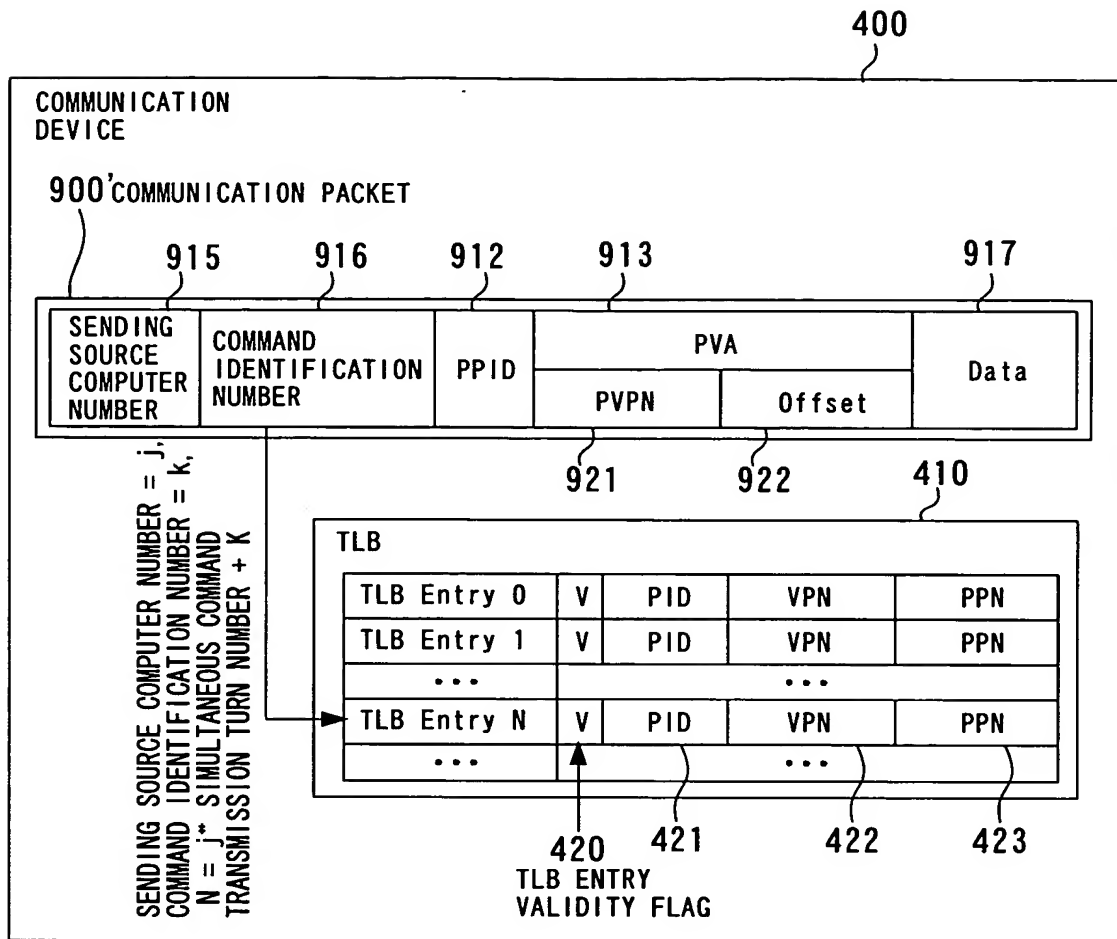 400
COMMUNICATION
DEVICE
900' COMMUNICATION PACKET
915
916
912
913
917
SENDING
SOURCE
COMPUTER
NUMBER
COMMAND
IDENTIFICATION
NUMBER
PPID
PVA
PVPN
Offset
Data
921
922
410
SENDING SOURCE COMPUTER NUMBER = j,
COMMAND IDENTIFICATION NUMBER = k,
N = j* SIMULTANEOUS COMMAND
TRANSMISSION TURN NUMBER + K
TLB
TLB Entry 0 V PID VPN PPN
TLB Entry 1 V PID VPN PPN
... ...
TLB Entry N V PID VPN PPN
... ...
420
421
422
423
TLB ENTRY
VALIDITY FLAG